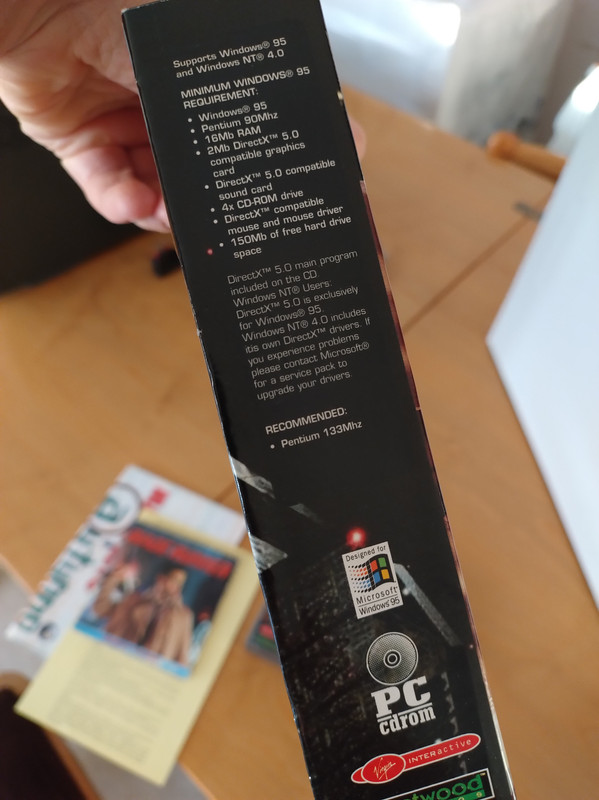 Supports Windows® 95
and Windows NT® 4.0
MINIMUM WINDOWS® 95
REQUIREMENT:
• Windows® 95
• Pentium 90Mhz
• 16Mb RAM
• 2Mb DirectX™ 5.0
compatible graphics
card
• DirectX™ 5.0 compatible
sound card
• 4x CD-ROM drive
• DirectX™ compatible
mouse and mouse driver
• 150Mb of free hard drive
space
DirectX™ 5.0 main program
included on the CD.
Windows NT® Users:
DirectX™ 5.0 is exclusively
for Windows® 95.
Windows NT® 4.0 includes
itis own DirectX™ drivers. If
you experience problems
please contact Microsoft®
for a service pack to
upgrade your drivers.
RECOMMENDED:
• Pentium 133Mhz
Designed for
Microsoft®
Windows®95
PC
cdrom
Virgin INTERactive